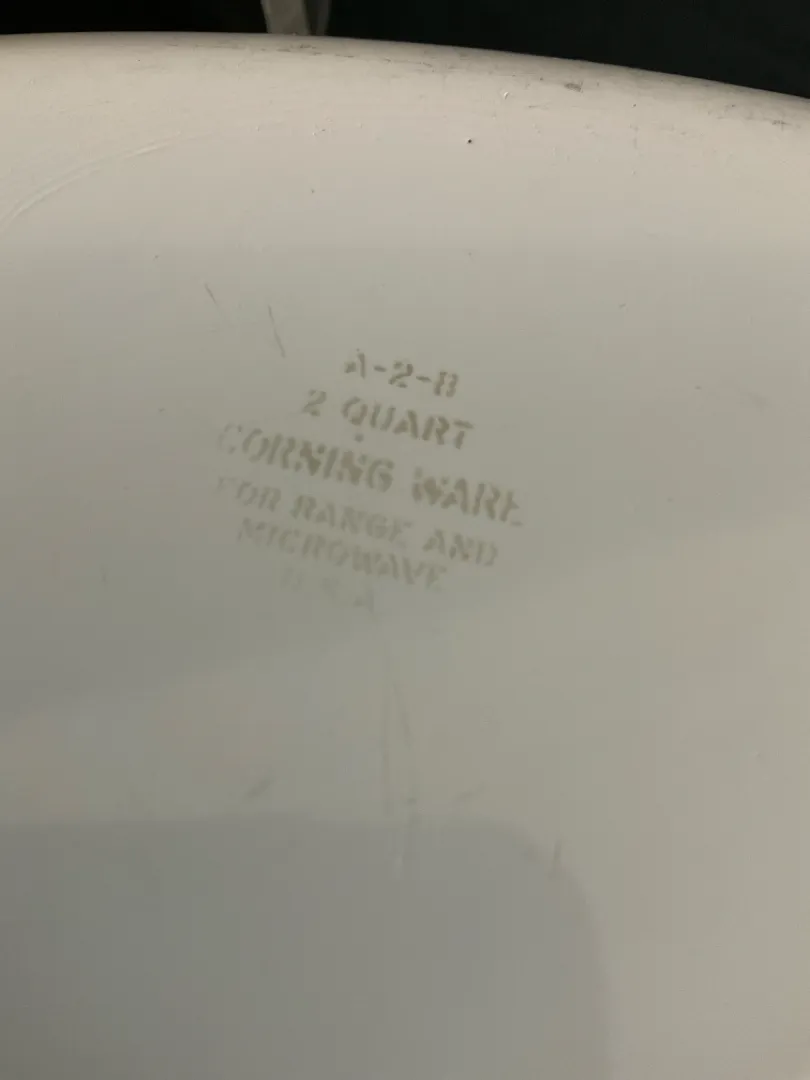 A-2-B
2 QUART
CORNING WARE
FOR RANGE AND
MICROWAVE
U.S.A